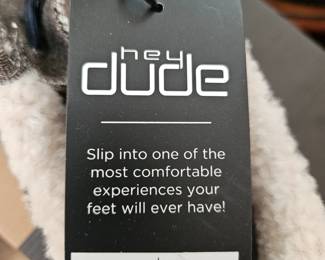 hey
dude
Slip into one of the
most comfortable
experiences your
feet will ever have!